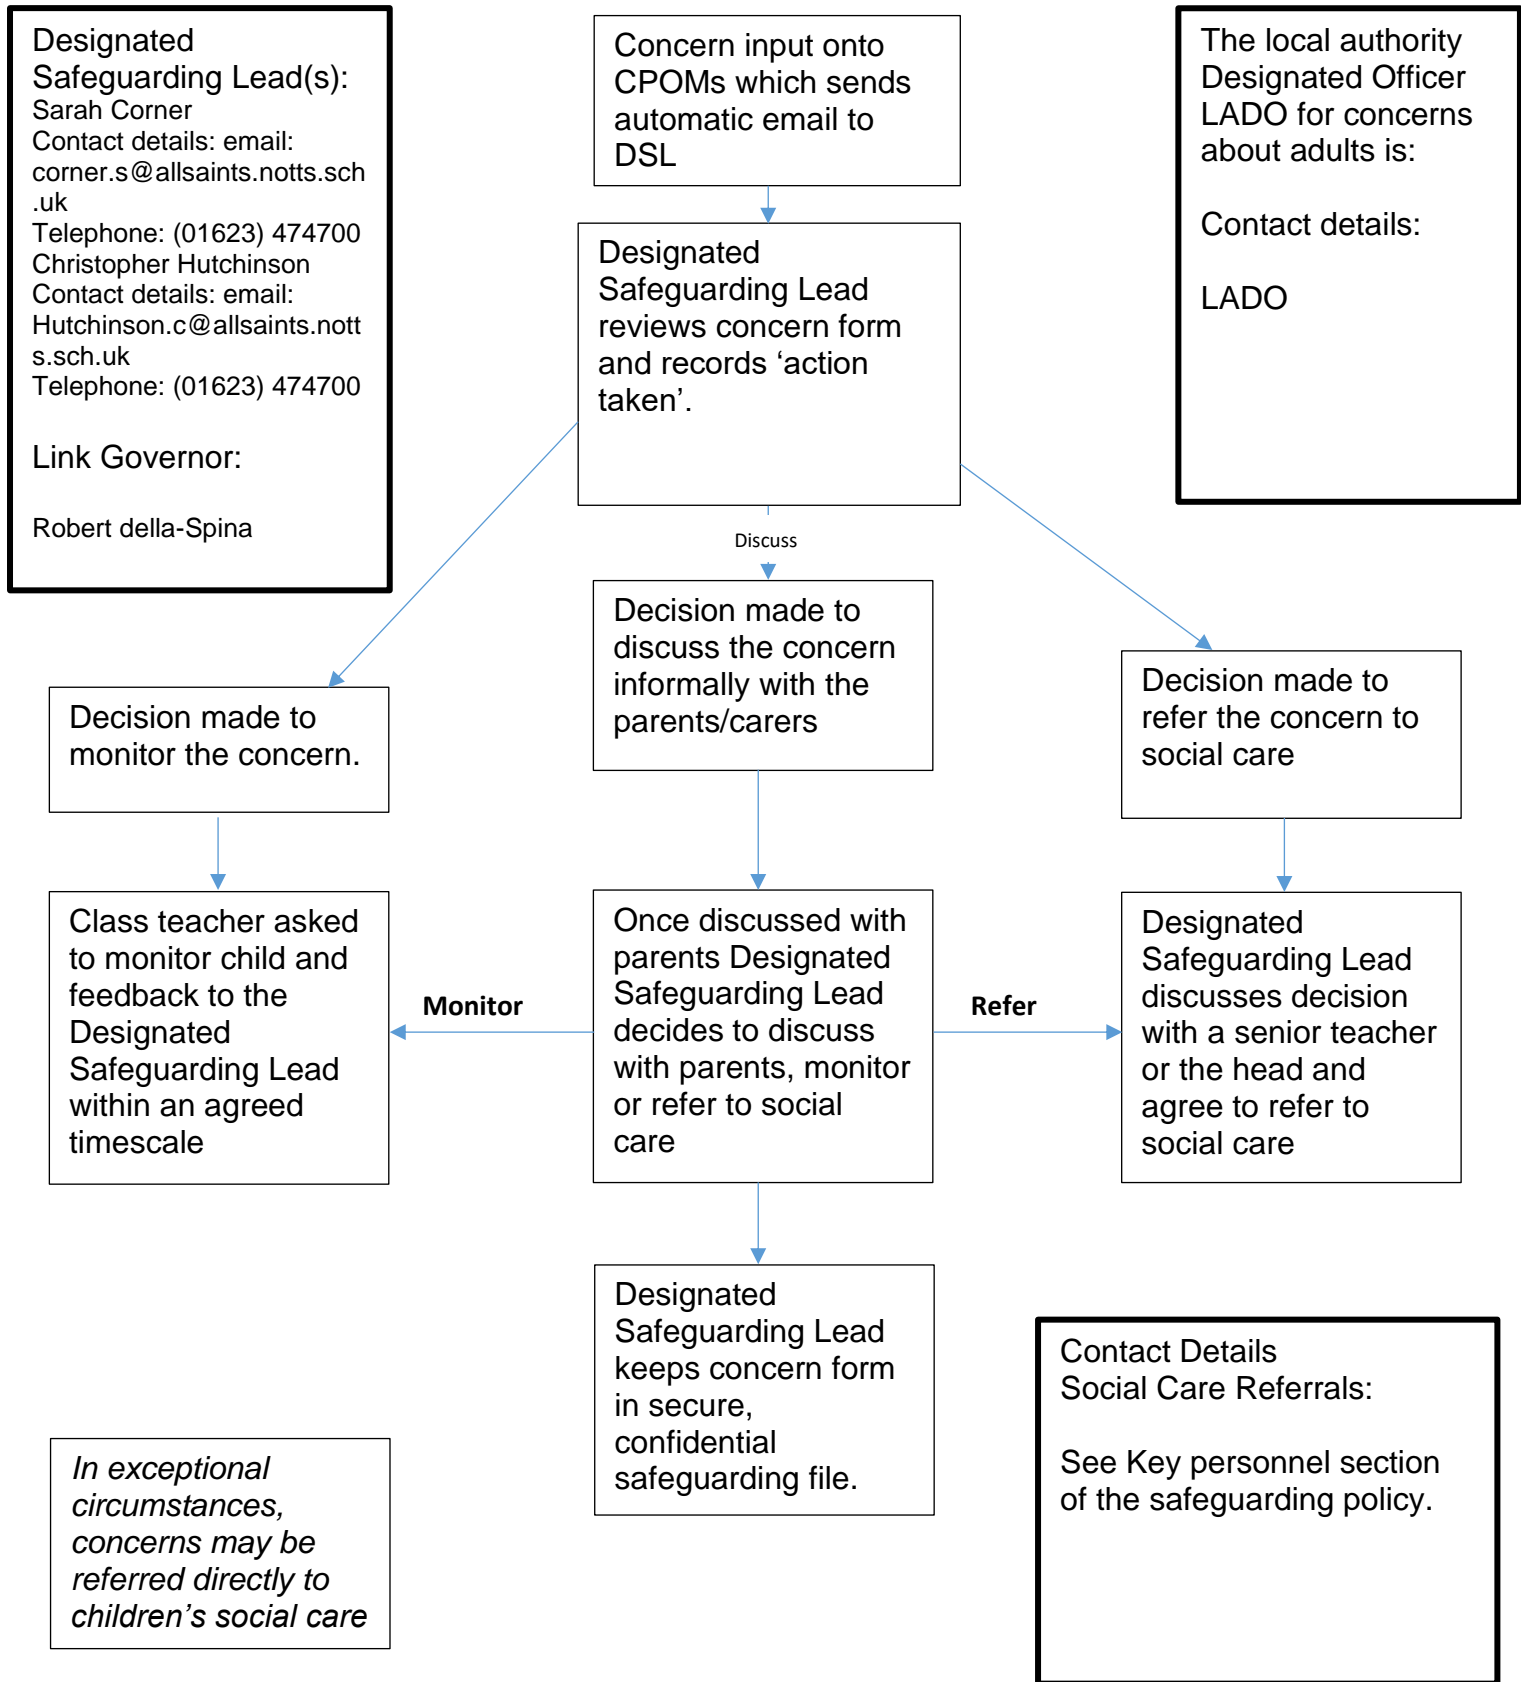 Designated
Safeguarding Lead(s):
Sarah Corner
Contact details: email:
corner.s@allsaints.notts.sch
.uk
Telephone: (01623) 474700
Christopher Hutchinson
Contact details: email:
Hutchinson.c@allsaints.nott
s.sch.uk
Telephone: (01623) 474700
Link Governor:
Robert della-Spina
Concern input onto
CPOMs which sends
automatic email to
DSL
The local authority
Designated Officer
LADO for concerns
about adults is:
Contact details:
LADO
Designated
Safeguarding Lead
reviews concern form
and records ‘action
taken’.
Discuss
Decision made to
monitor the concern.
Decision made to
discuss the concern
informally with the
parents/carers
Decision made to
refer the concern to
social care
Class teacher asked
to monitor child and
feedback to the
Designated
Safeguarding Lead
within an agreed
timescale
Monitor
Once discussed with
parents Designated
Safeguarding Lead
decides to discuss
with parents, monitor
or refer to social
care
Refer
Designated
Safeguarding Lead
discusses decision
with a senior teacher
or the head and
agree to refer to
social care
Designated
Safeguarding Lead
keeps concern form
in secure,
confidential
safeguarding file.
In exceptional
circumstances,
concerns may be
referred directly to
children’s social care
Contact Details
Social Care Referrals:
See Key personnel section
of the safeguarding policy.